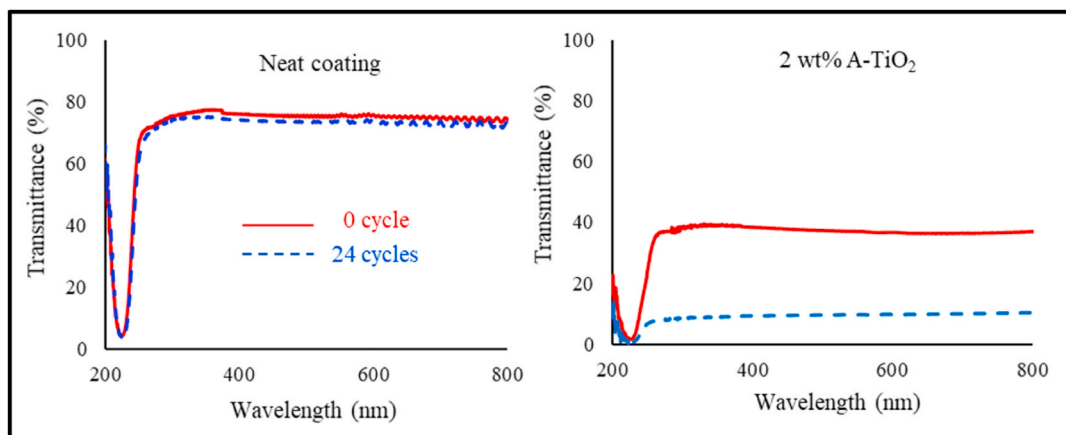 Neat coating
Transmittance (%)
100
80
60
40
20
0
0 cycle
24 cycles
200
400
600
800
Wavelength (nm)
2 wt% A-TiO₂
Transmittance (%)
100
80
60
40
20
0
200
400
600
800
Wavelength (nm)